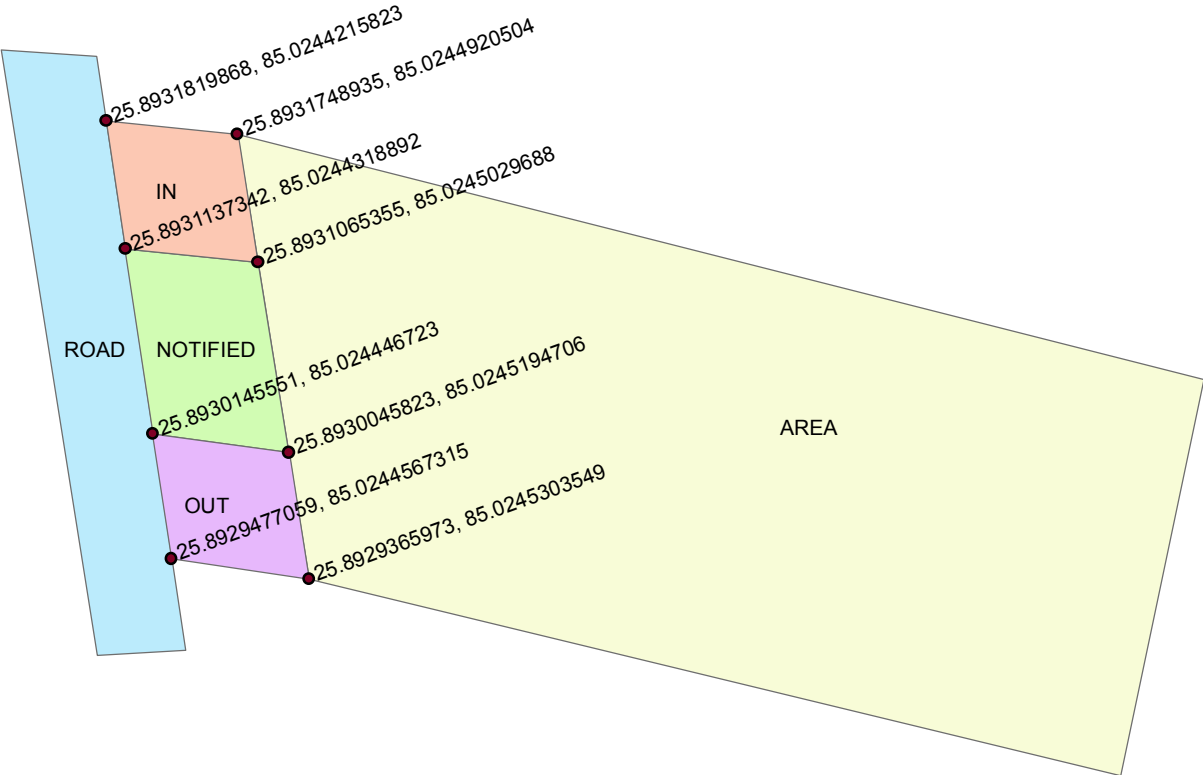 25.8931819868, 85.0244215823
25.8931748935, 85.0244920504
IN
25.8931137342, 85.0244318892
25.8931065355, 85.0245029688
ROAD
NOTIFIED
25.8930145551, 85.024446723
25.8930045823, 85.0245194706
AREA
OUT
25.8929477059, 85.0244567315
25.8929365973, 85.0245303549